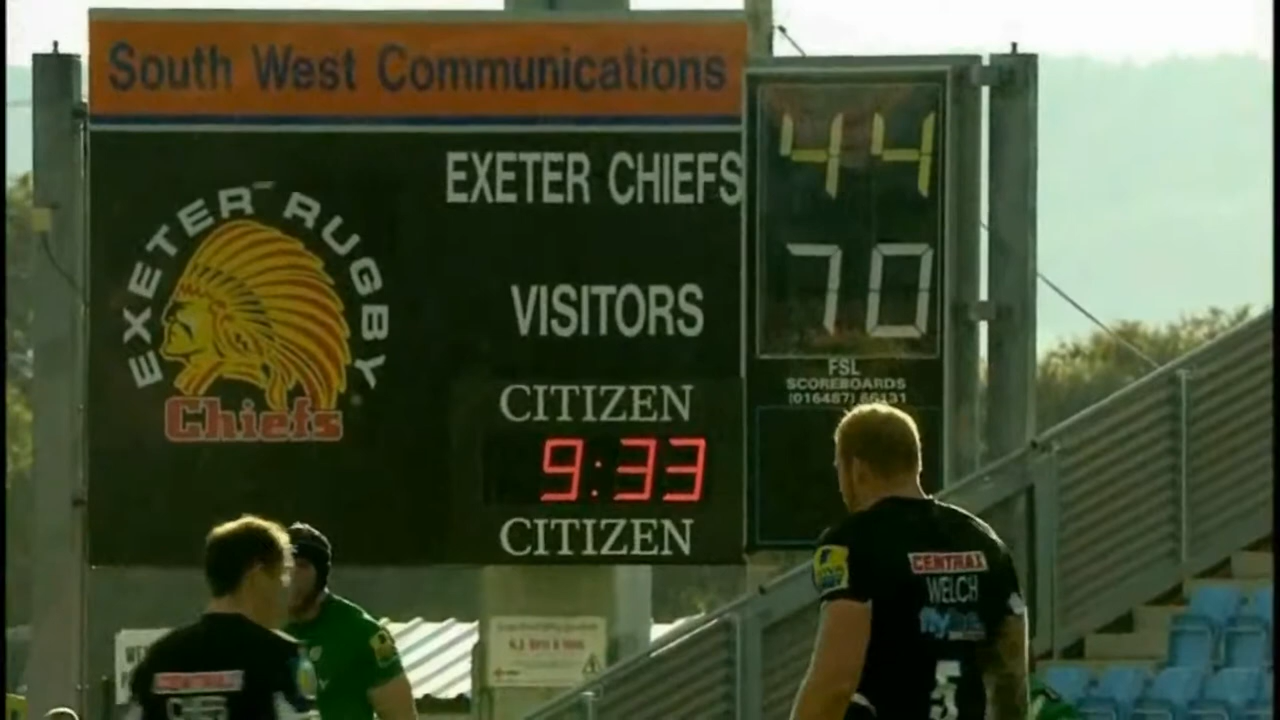 South West Communications
EXETER CHIEFS 44
EXETER RUGBY
Chiefs
VISITORS 70
FSL
SCOREBOARDS
CITIZEN
9:33
CITIZEN
CENTRAL
WELCH
flybe
5